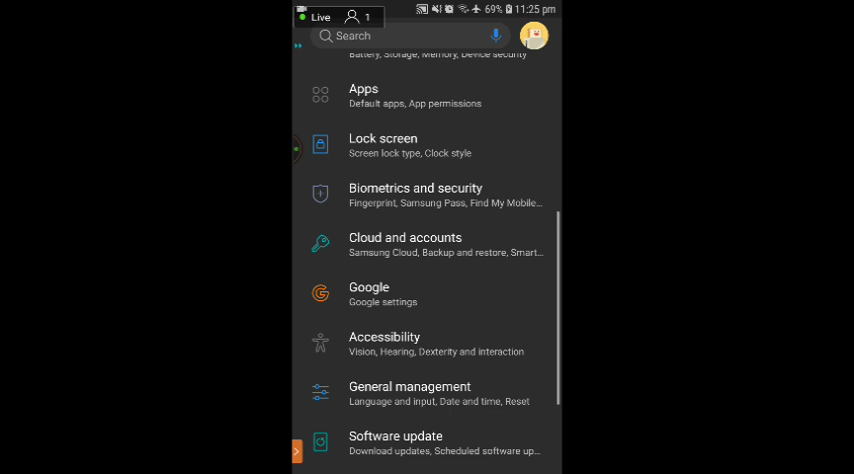 Live 1
69% 11:25 pm
Search
Battery, Storage, Memory, Device security
Apps
Default apps, App permissions
Lock screen
Screen lock type, Clock style
Biometrics and security
Fingerprint, Samsung Pass, Find My Mobile...
Cloud and accounts
Samsung Cloud, Backup and restore, Smart...
Google
Google settings
Accessibility
Vision, Hearing, Dexterity and interaction
General management
Language and input, Date and time, Reset
Software update
Download updates, Scheduled software up...